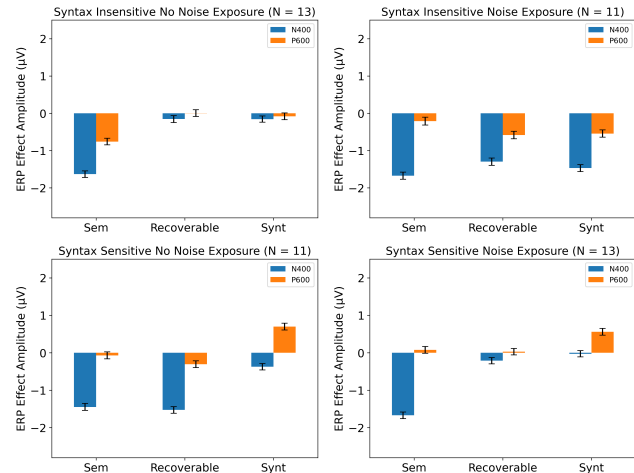 Syntax Insensitive No Noise Exposure (N = 13)
N400
P600
2
1
0
−1
−2
ERP Effect Amplitude (μV)
Sem
Recoverable
Synt
Syntax Insensitive Noise Exposure (N = 11)
N400
P600
2
1
0
−1
−2
ERP Effect Amplitude (μV)
Sem
Recoverable
Synt
Syntax Sensitive No Noise Exposure (N = 11)
N400
P600
2
1
0
−1
−2
ERP Effect Amplitude (μV)
Sem
Recoverable
Synt
Syntax Sensitive Noise Exposure (N = 13)
N400
P600
2
1
0
−1
−2
ERP Effect Amplitude (μV)
Sem
Recoverable
Synt